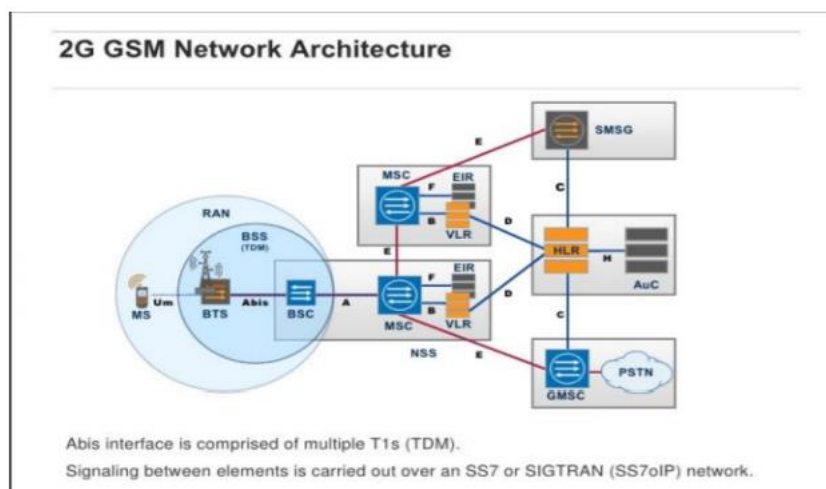 2G GSM Network Architecture
E
SMSG
MSC
EIR
F
C
RAN
B
D
BSS
VLR
(TDM)
E
HLR
H
EIR
F
AuC
MS
Um
BTS
Abis
BSC
A
B
D
MSC
VLR
C
NSS
E
PSTN
GMSC
Abis interface is comprised of multiple T1s (TDM).
Signaling between elements is carried out over an SS7 or SIGTRAN (SS7oIP) network.